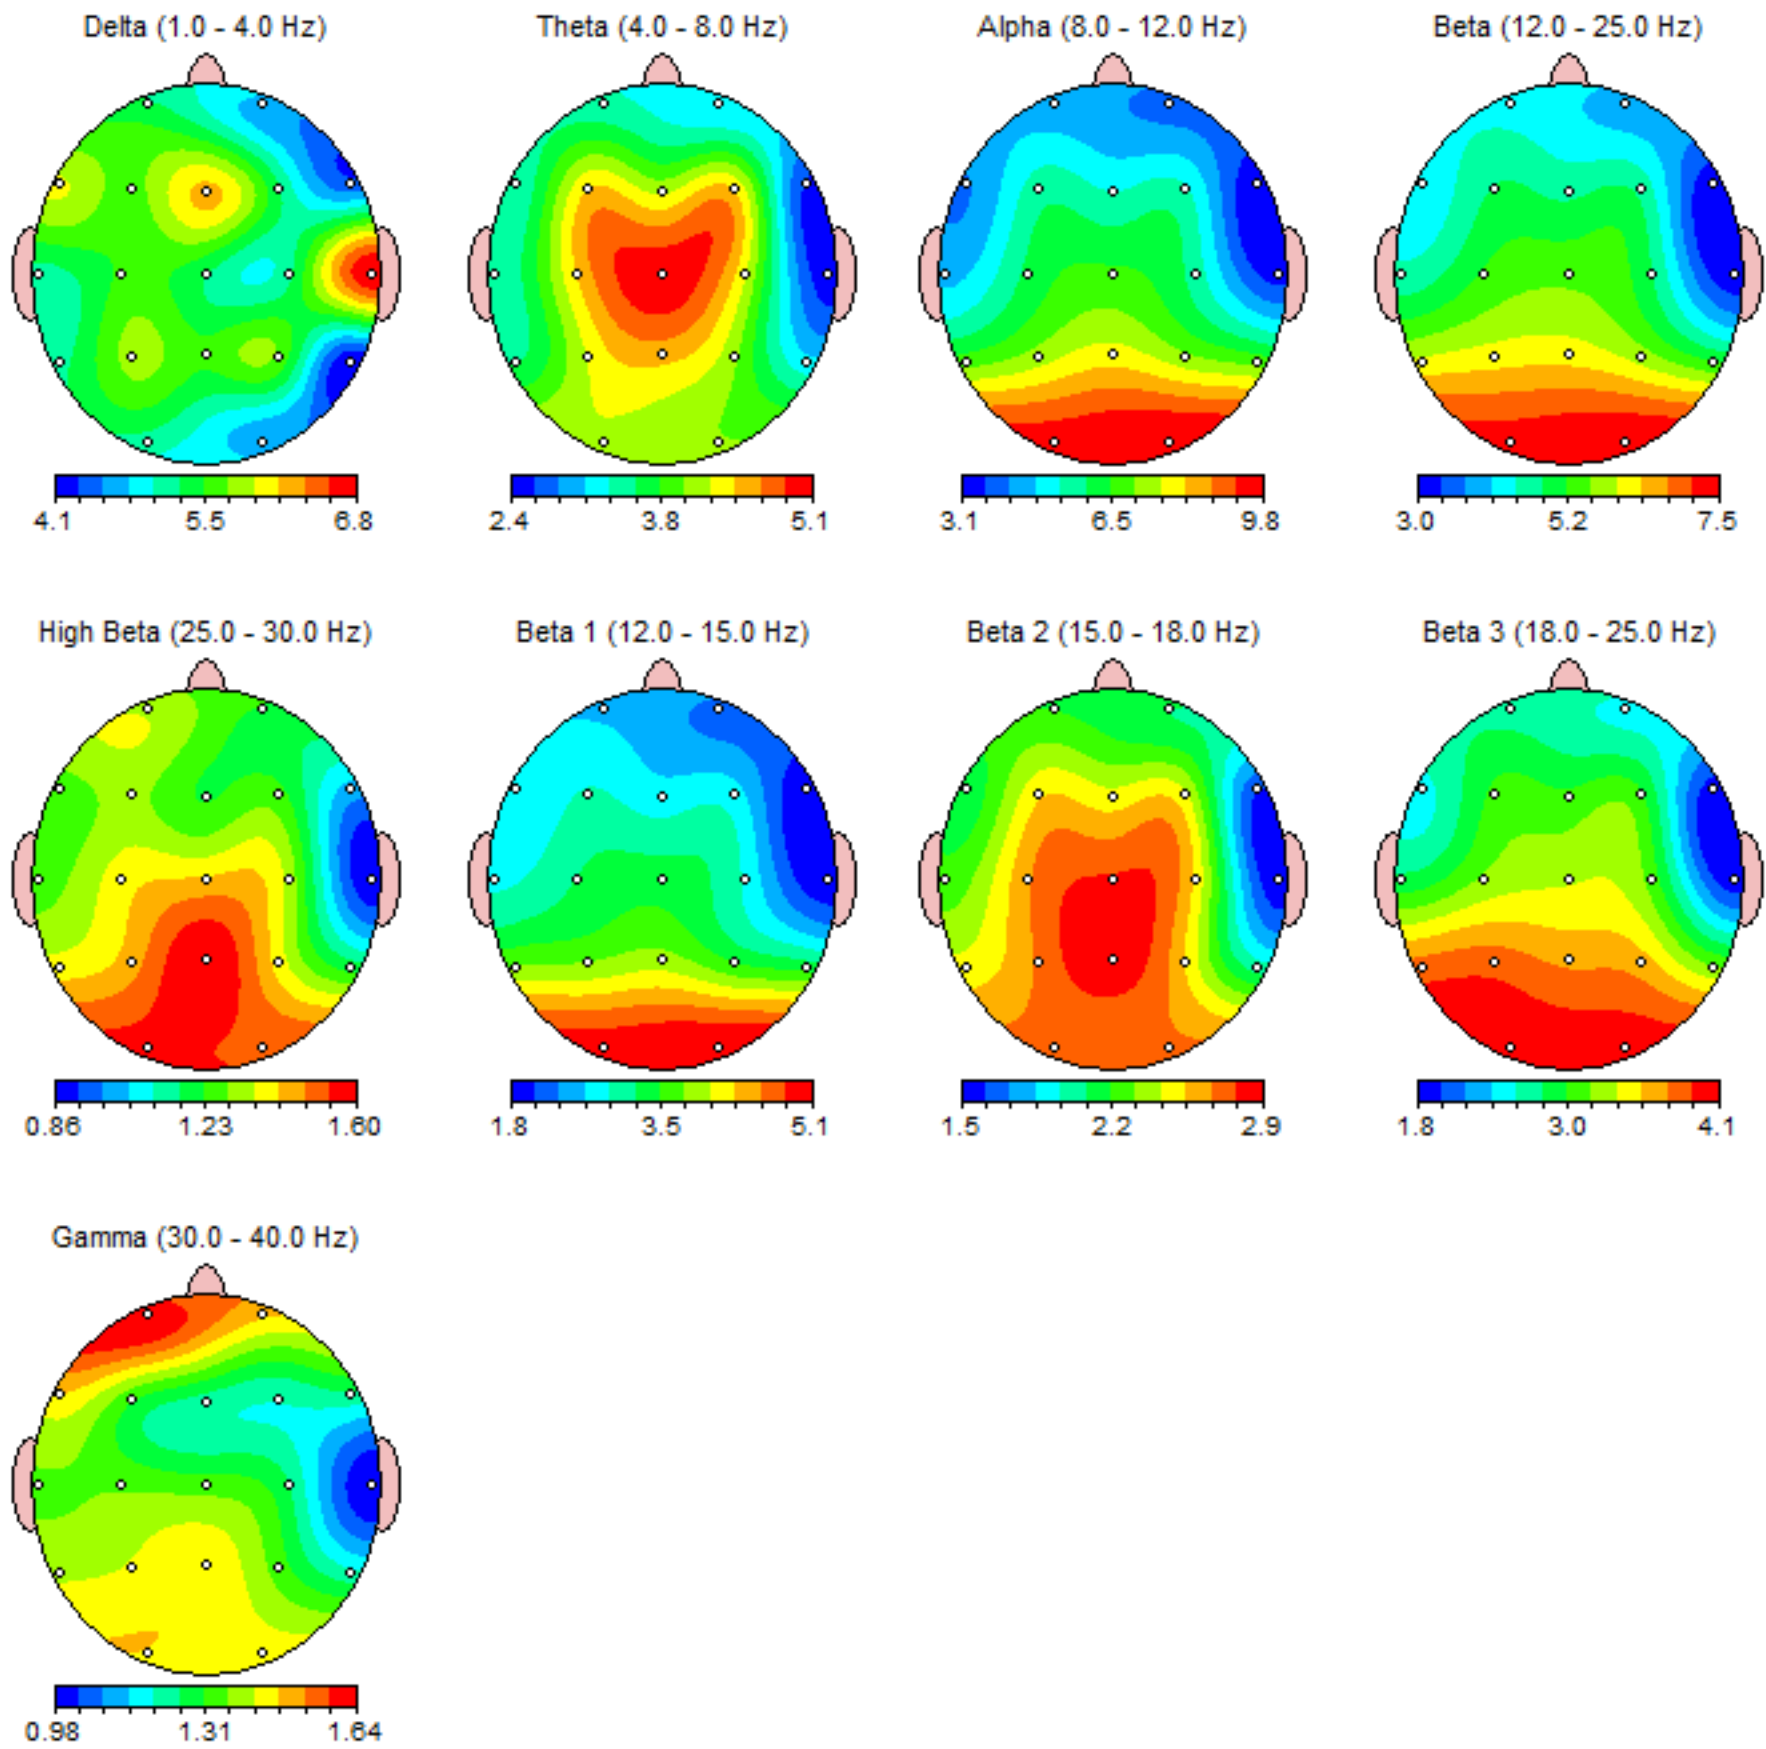 Delta (1.0 - 4.0 Hz)
Theta (4.0 - 8.0 Hz)
Alpha (8.0 - 12.0 Hz)
Beta (12.0 - 25.0 Hz)
4.1 5.5 6.8
2.4 3.8 5.1
3.1 6.5 9.8
3.0 5.2 7.5
High Beta (25.0 - 30.0 Hz)
Beta 1 (12.0 - 15.0 Hz)
Beta 2 (15.0 - 18.0 Hz)
Beta 3 (18.0 - 25.0 Hz)
0.86 1.23 1.60
1.8 3.5 5.1
1.5 2.2 2.9
1.8 3.0 4.1
Gamma (30.0 - 40.0 Hz)
0.98 1.31 1.64